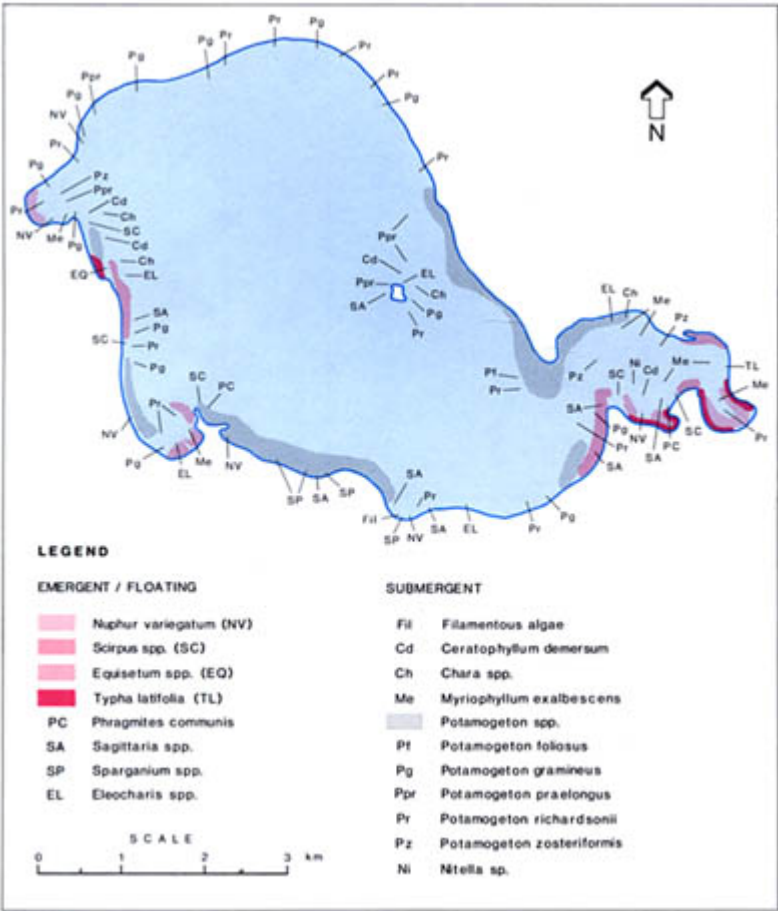 Pg
Pr
Pg
Pr
Pg
Pr
Pg
Ppr
Pg
NV
Pr
Pg
Pr
NV
Me
Pg
Pz
Ppr
Cd
Ch
SC
Cd
Ch
EL
EQ
SA
Pg
SC
Pr
Pg
N
Pr
Ppr
Cd
EL
Ppr
Ch
SA
Pg
Pr
EL
Ch
Me
Pz
Pf
Pr
Pz
SC
Ni
Cd
Me
TL
Me
Pr
SA
Pg
Pr
SA
NV
SA
PC
SC
SC
PC
Pr
NV
Pg
EL
Me
NV
SP
SA
SP
SA
Pr
Fil
SP
NV
SA
EL
Pr
Pg
LEGEND
EMERGENT / FLOATING
Nuphur variegatum (NV)
Scirpus spp. (SC)
Equisetum spp. (EQ)
Typha latifolia (TL)
PC Phragmites communis
SA Sagittaria spp.
SP Sparganium spp.
EL Eleocharis spp.
SCALE
0 1 2 3 km
SUBMERGENT
Fil Filamentous algae
Cd Ceratophyllum demersum
Ch Chara spp.
Me Myriophyllum exalbescens
Potamogeton spp.
Pf Potamogeton foliosus
Pg Potamogeton gramineus
Ppr Potamogeton praelongus
Pr Potamogeton richardsonii
Pz Potamogeton zosteriformis
Ni Nitella sp.